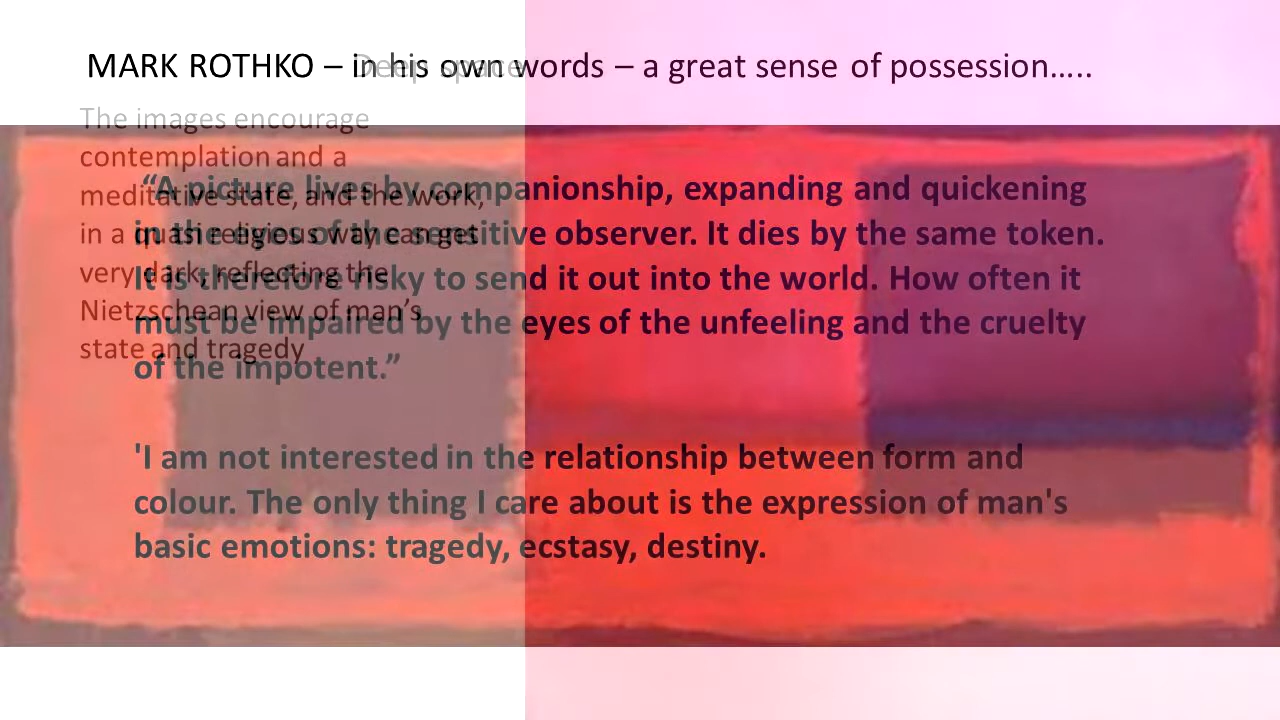 MARK ROTHKO – in his own words – a great sense of possession…..
Deep space
The images encourage
contemplation and a
meditative state, and the work,
in a quasi religious way can get
very dark, reflecting the
Nietzschean view of man’s
state and tragedy
“A picture lives by companionship, expanding and quickening
in the eyes of the sensitive observer. It dies by the same token.
It is therefore risky to send it out into the world. How often it
must be impaired by the eyes of the unfeeling and the cruelty
of the impotent.”
'I am not interested in the relationship between form and
colour. The only thing I care about is the expression of man's
basic emotions: tragedy, ecstasy, destiny.